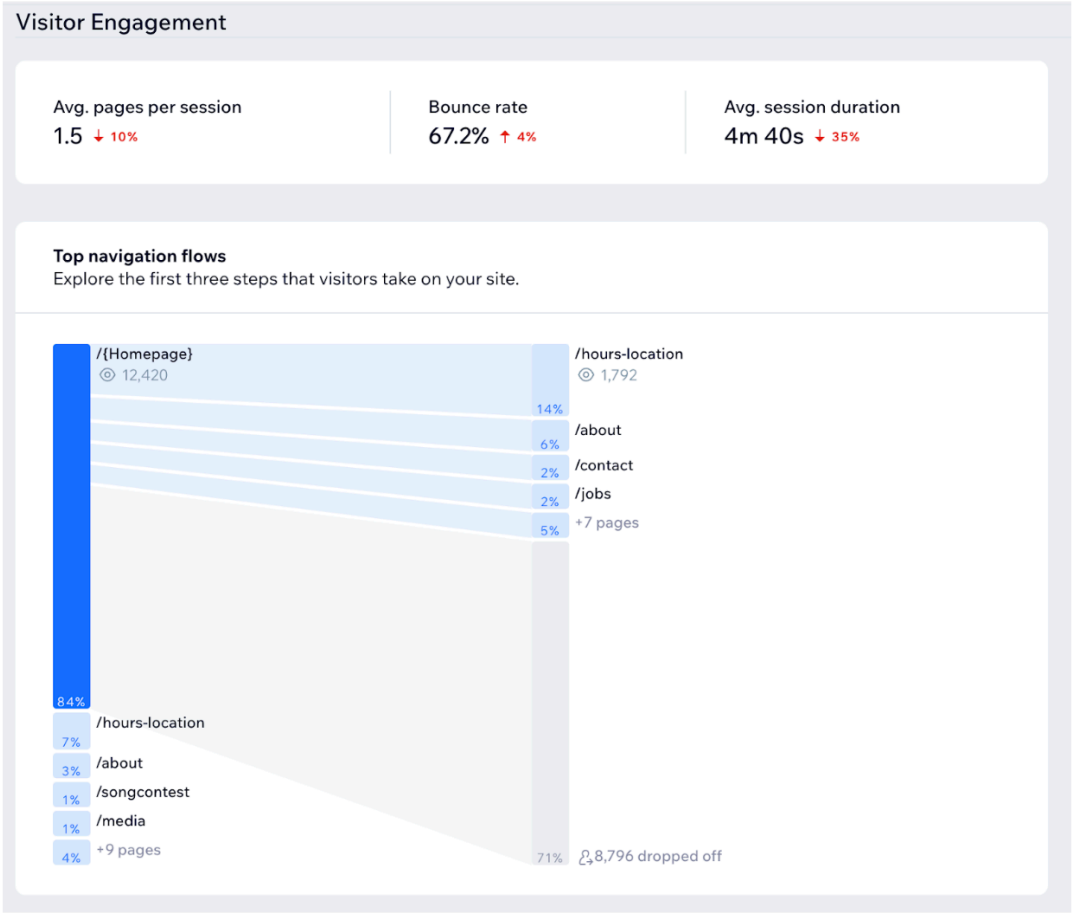 Visitor Engagement
Avg. pages per session
1.5 ↓ 10%
Bounce rate
67.2% ↑ 4%
Avg. session duration
4m 40s ↓ 35%
Top navigation flows
Explore the first three steps that visitors take on your site.
/{Homepage}
12,420
84%
/hours-location
7%
/about
3%
/songcontest
1%
/media
1%
+9 pages
4%
/hours-location
1,792
14%
/about
6%
/contact
2%
/jobs
2%
+7 pages
5%
71%
8,796 dropped off